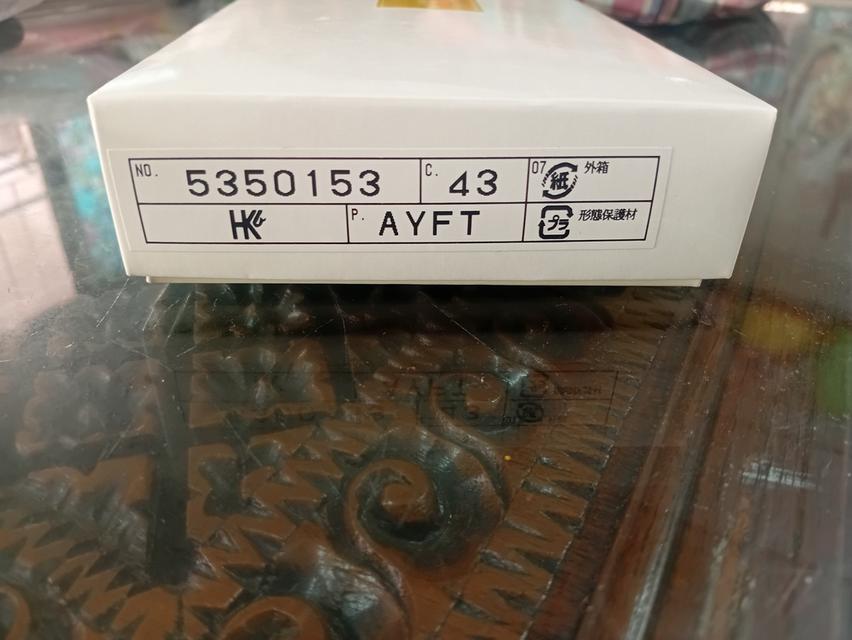 NO. 5350153 C. 43 07 紙 外箱
HK P. AYFT プラ 形態保護材